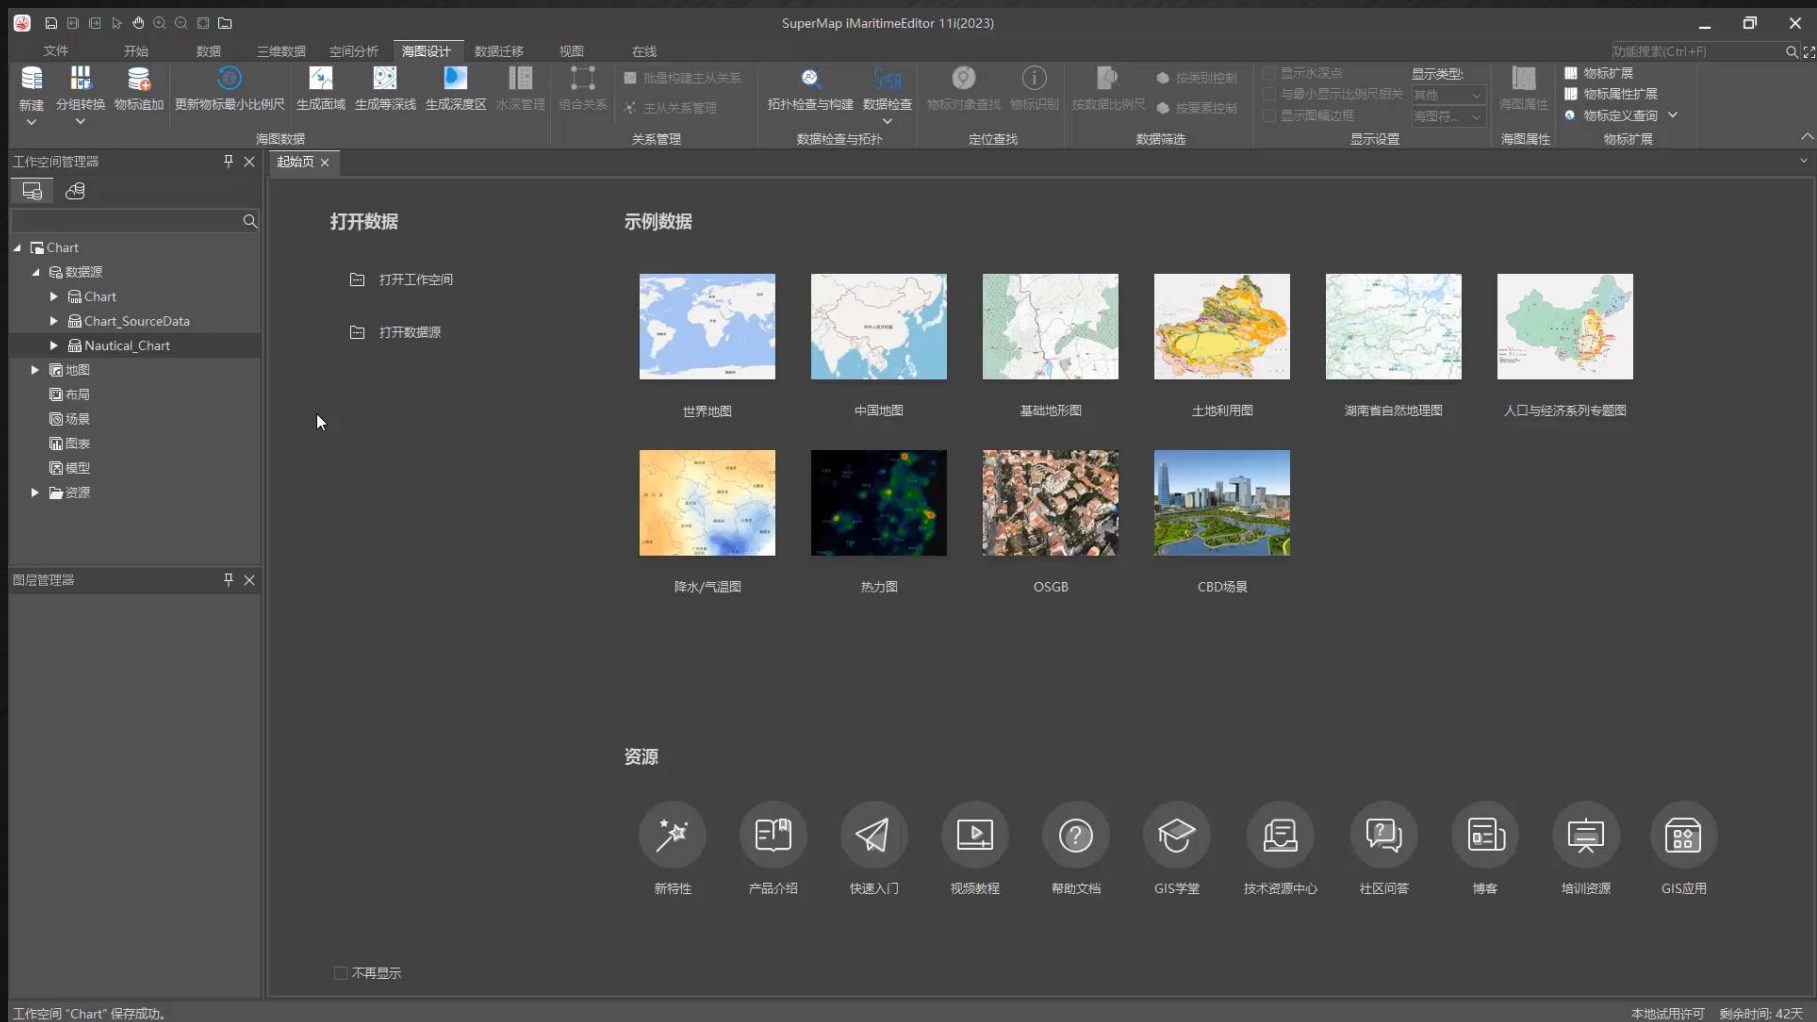 SuperMap iMaritimeEditor 11i(2023)
文件
开始
数据
三维数据
空间分析
海图设计
数据迁移
视图
在线
功能搜索(Ctrl+F)
新建
分组转换
物标追加
更新物标最小比例尺
生成面域
生成等深线
生成深度区
水深管理
组合关系
批量构建主从关系
主从关系管理
拓扑检查与构建
数据检查
物标对象查找
物标识别
按数据比例尺
按类别控制
按要素控制
显示水深点
与最小显示比例尺相关
显示图幅边框
显示类型:
其他
海图符...
海图属性
物标扩展
物标属性扩展
物标定义查询
海图数据
关系管理
数据检查与拓扑
定位查找
数据筛选
显示设置
海图属性
物标扩展
工作空间管理器
起始页
Chart
数据源
Chart
Chart_SourceData
Nautical_Chart
地图
布局
场景
图表
模型
资源
图层管理器
打开数据
打开工作空间
打开数据源
示例数据
世界地图
中国地图
基础地形图
土地利用图
湖南省自然地理图
人口与经济系列专题图
降水/气温图
热力图
OSGB
CBD场景
资源
新特性
产品介绍
快速入门
视频教程
帮助文档
GIS学堂
技术资源中心
社区问答
博客
培训资源
GIS应用
不再显示
工作空间 "Chart" 保存成功。
本地试用许可
剩余时间: 42天